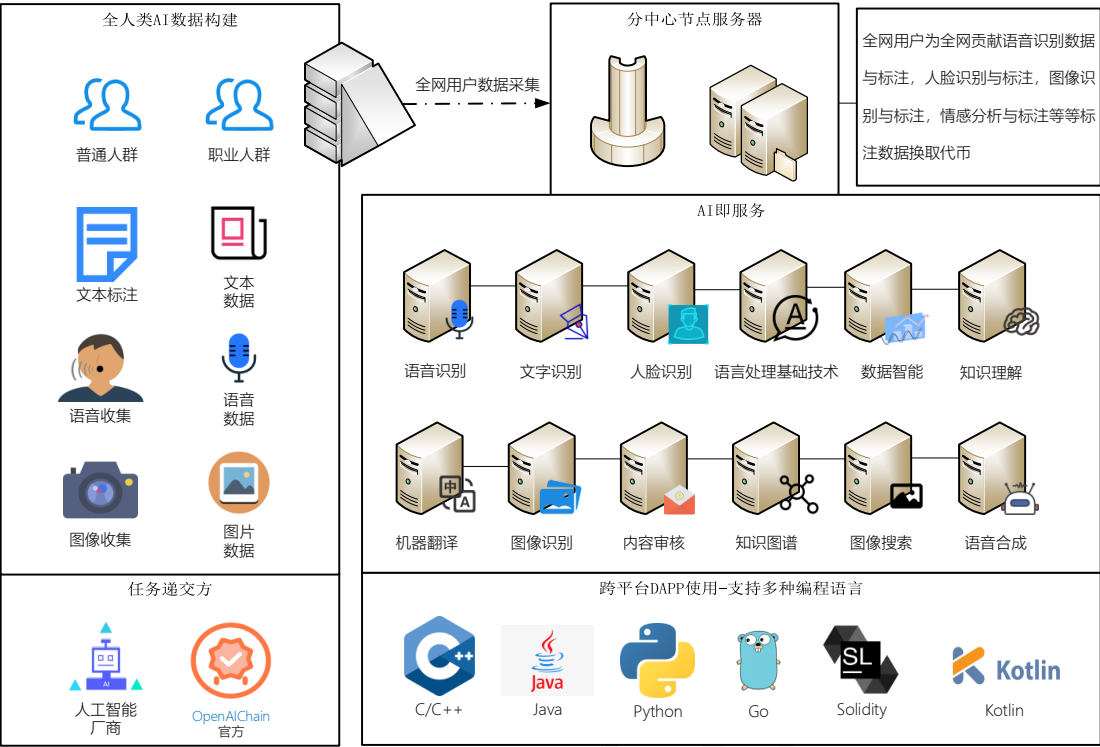 全人类AI数据构建
普通人群
职业人群
文本标注
文本
数据
语音收集
语音
数据
图像收集
图片
数据
任务递交方
AI
人工智能
厂商
OpenAIChain
官方
全网用户数据采集
分中心节点服务器
全网用户为全网贡献语音识别数据
与标注，人脸识别与标注，图像识
别与标注，情感分析与标注等等标
注数据换取代币
AI即服务
A
语音识别
文字识别
人脸识别
语言处理基础技术
数据智能
知识理解
中
A
机器翻译
图像识别
内容审核
知识图谱
图像搜索
语音合成
跨平台DAPP使用-支持多种编程语言
C++
Java
SL
Kotlin
C/C++
Java
Python
Go
Solidity
Kotlin